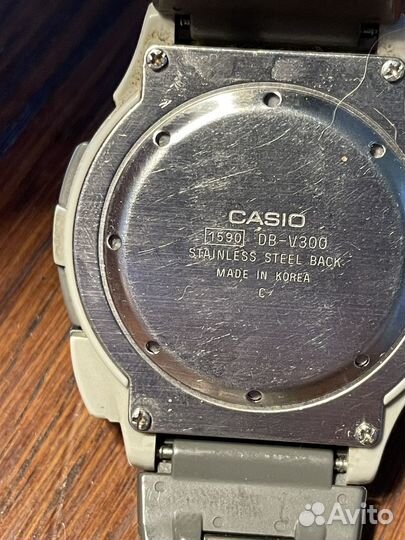 CASIO
1590 DB-V300
STAINLESS STEEL BACK
MADE IN KOREA
C
Avito